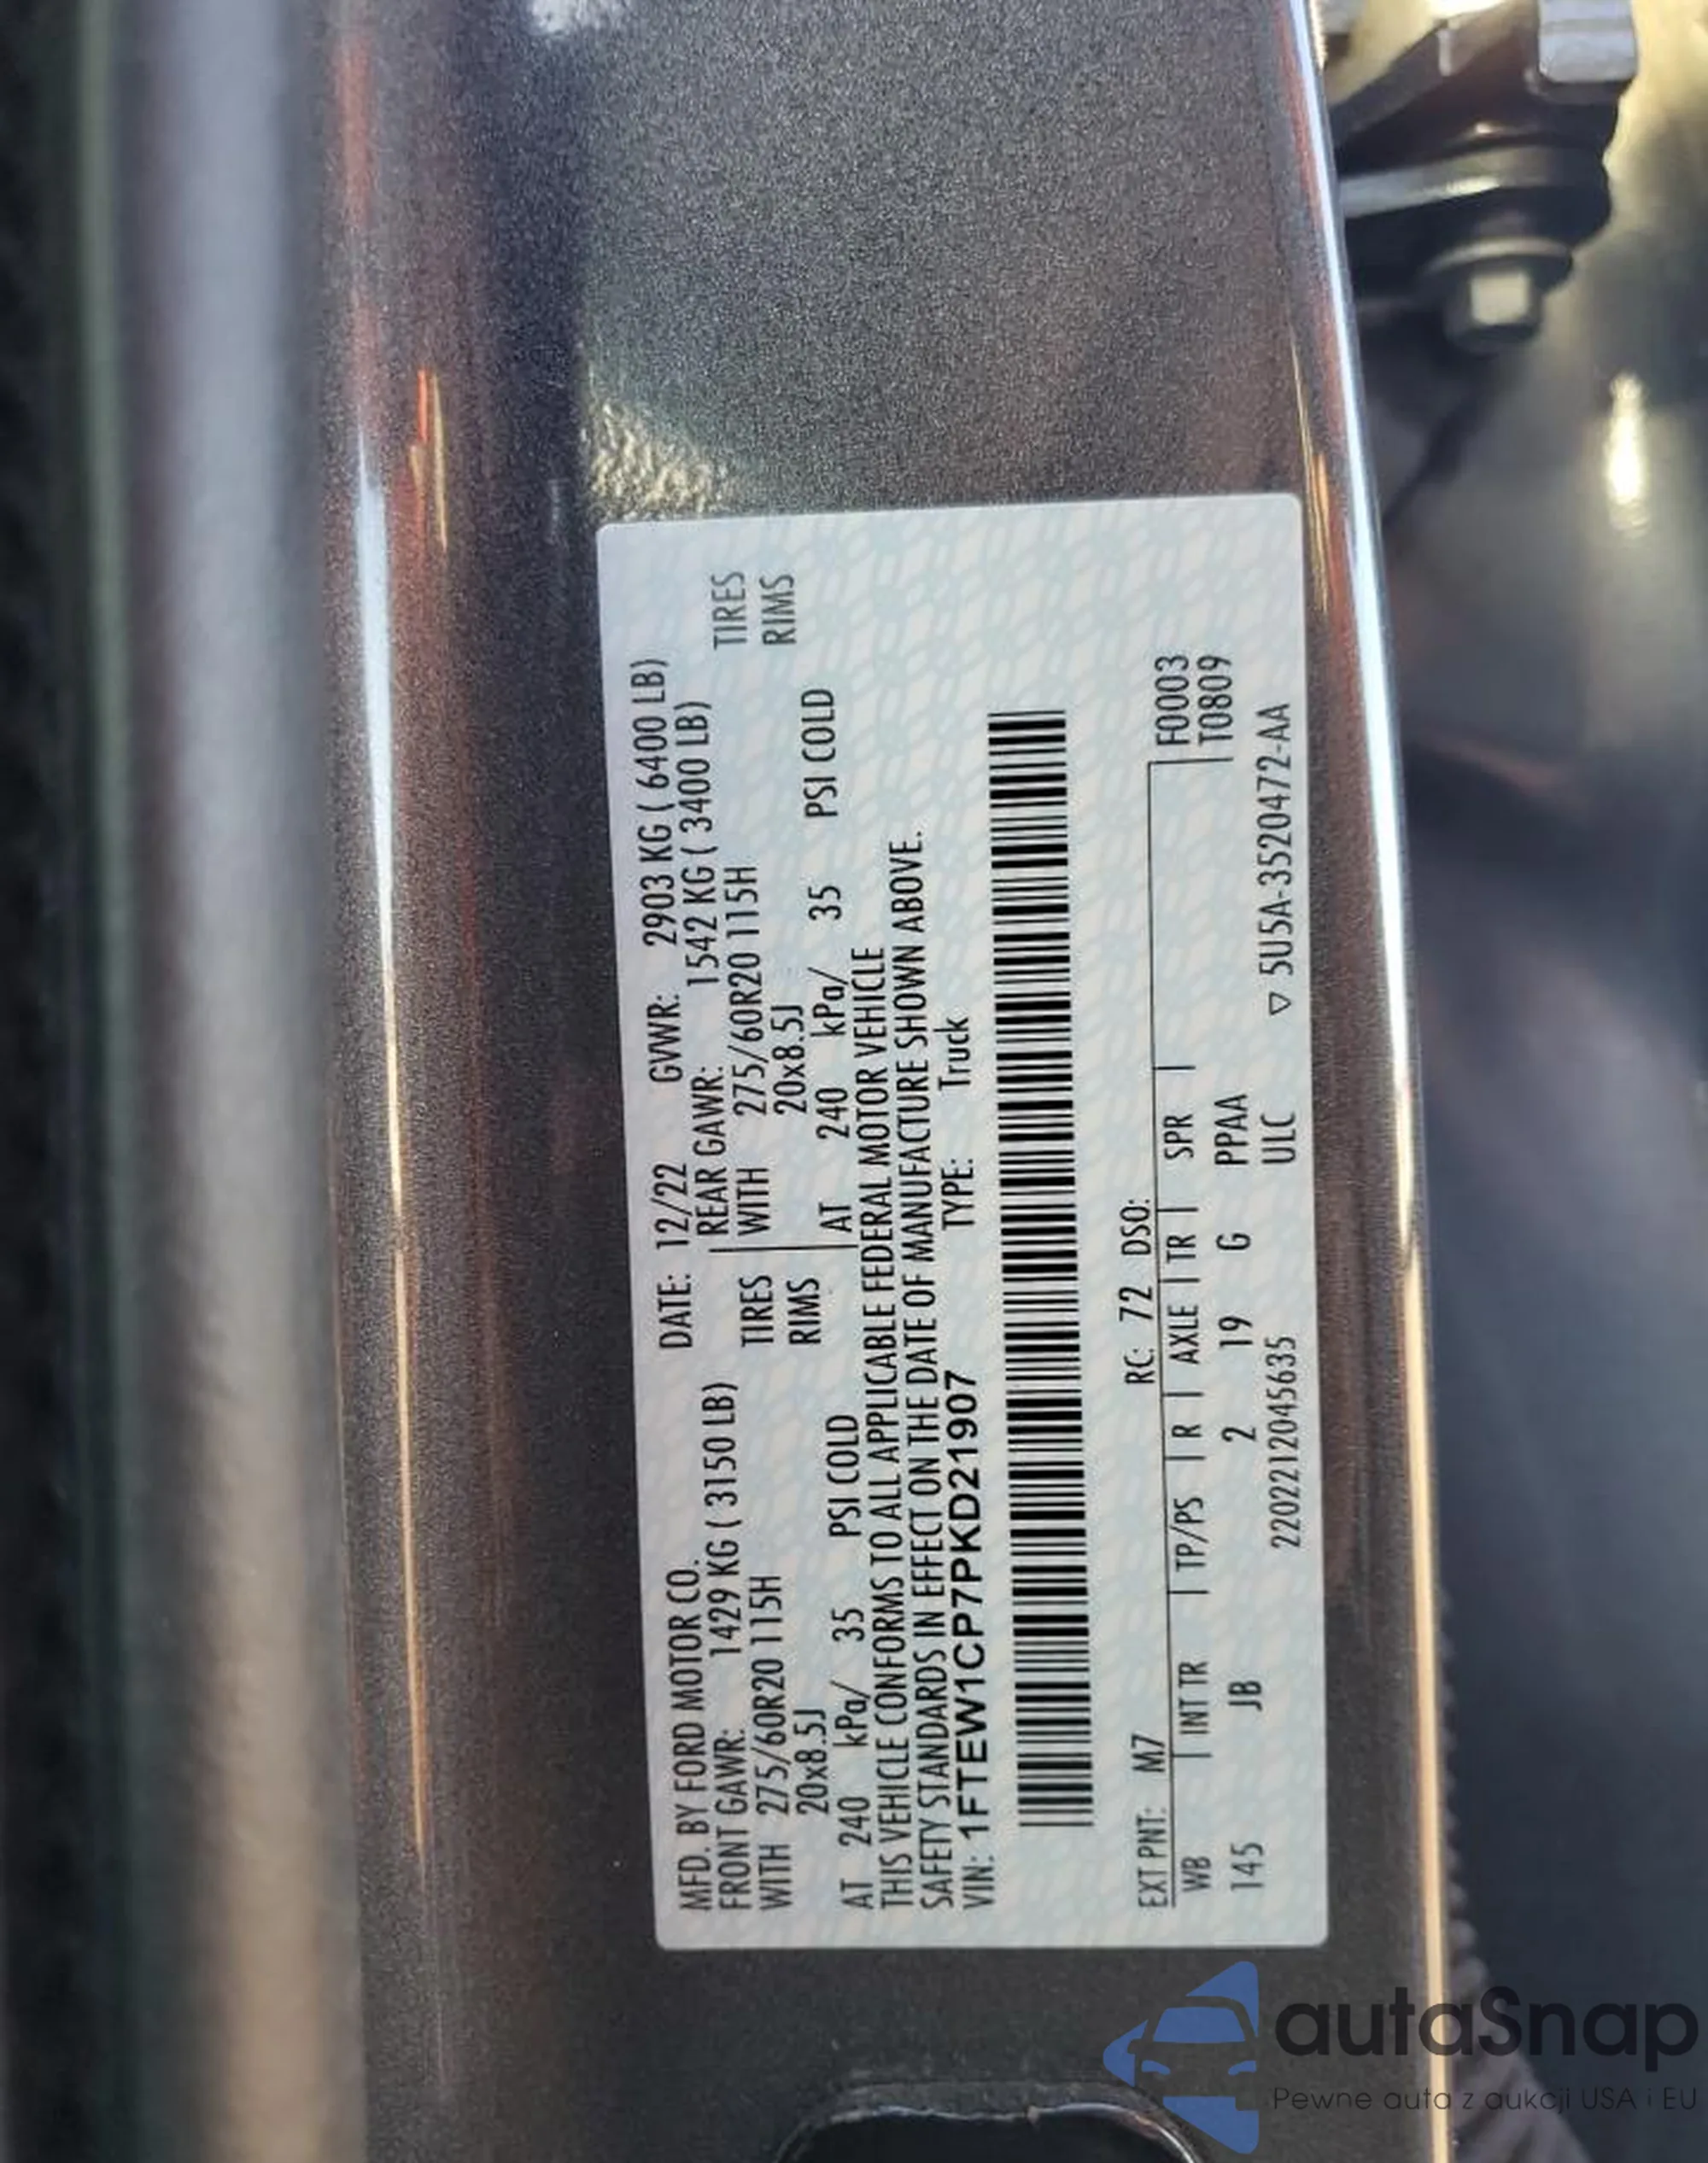 MFD. BY FORD MOTOR CO. DATE: 12/22 GVWR: 2903 KG ( 6400 LB)
FRONT GAWR: 1429 KG ( 3150 LB) REAR GAWR: 1542 KG ( 3400 LB)
WITH 275/60R20 115H TIRES WITH 275/60R20 115H TIRES
20x8.5J RIMS 20x8.5J RIMS
AT 240 kPa/ 35 PSI COLD AT 240 kPa/ 35 PSI COLD
THIS VEHICLE CONFORMS TO ALL APPLICABLE FEDERAL MOTOR VEHICLE
SAFETY STANDARDS IN EFFECT ON THE DATE OF MANUFACTURE SHOWN ABOVE.
VIN: 1FTEW1CP7PKD21907 TYPE: Truck
EXT PNT: M7 RC: 72 DSO: F0003
WB INT TR TP/PS R AXLE TR SPR T0809
145 JB 2 19 G PPAA
2202212045635 ULC ▽ 5U5A-3520472-AA
autaSnap
Pewne auta z aukcji USA i EU